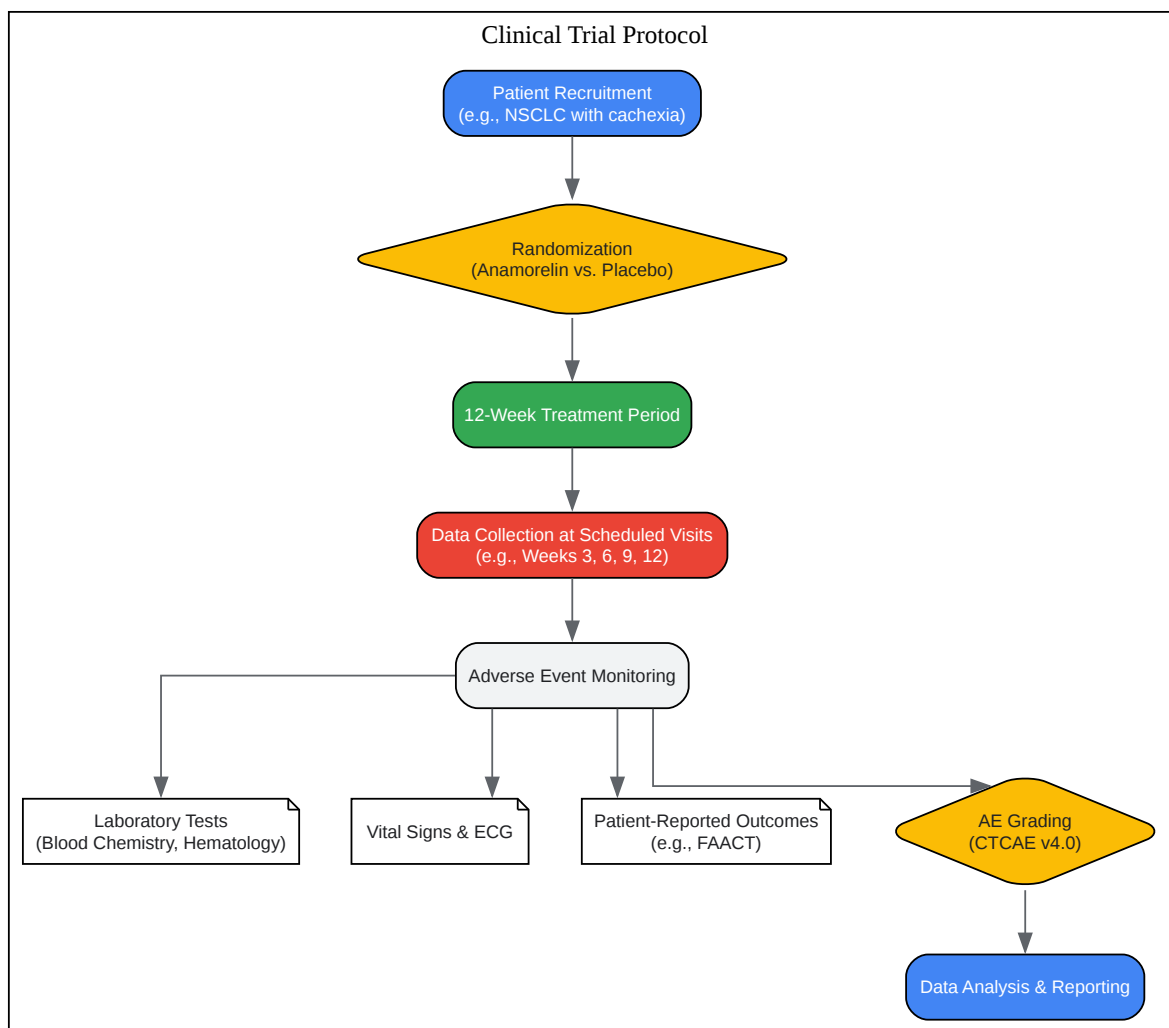 Clinical Trial Protocol
Patient Recruitment
(e.g., NSCLC with cachexia)
Randomization
(Anamorelin vs. Placebo)
12-Week Treatment Period
Data Collection at Scheduled Visits
(e.g., Weeks 3, 6, 9, 12)
Adverse Event Monitoring
Laboratory Tests
(Blood Chemistry, Hematology)
Vital Signs & ECG
Patient-Reported Outcomes
(e.g., FAACT)
AE Grading
(CTCAE v4.0)
Data Analysis & Reporting